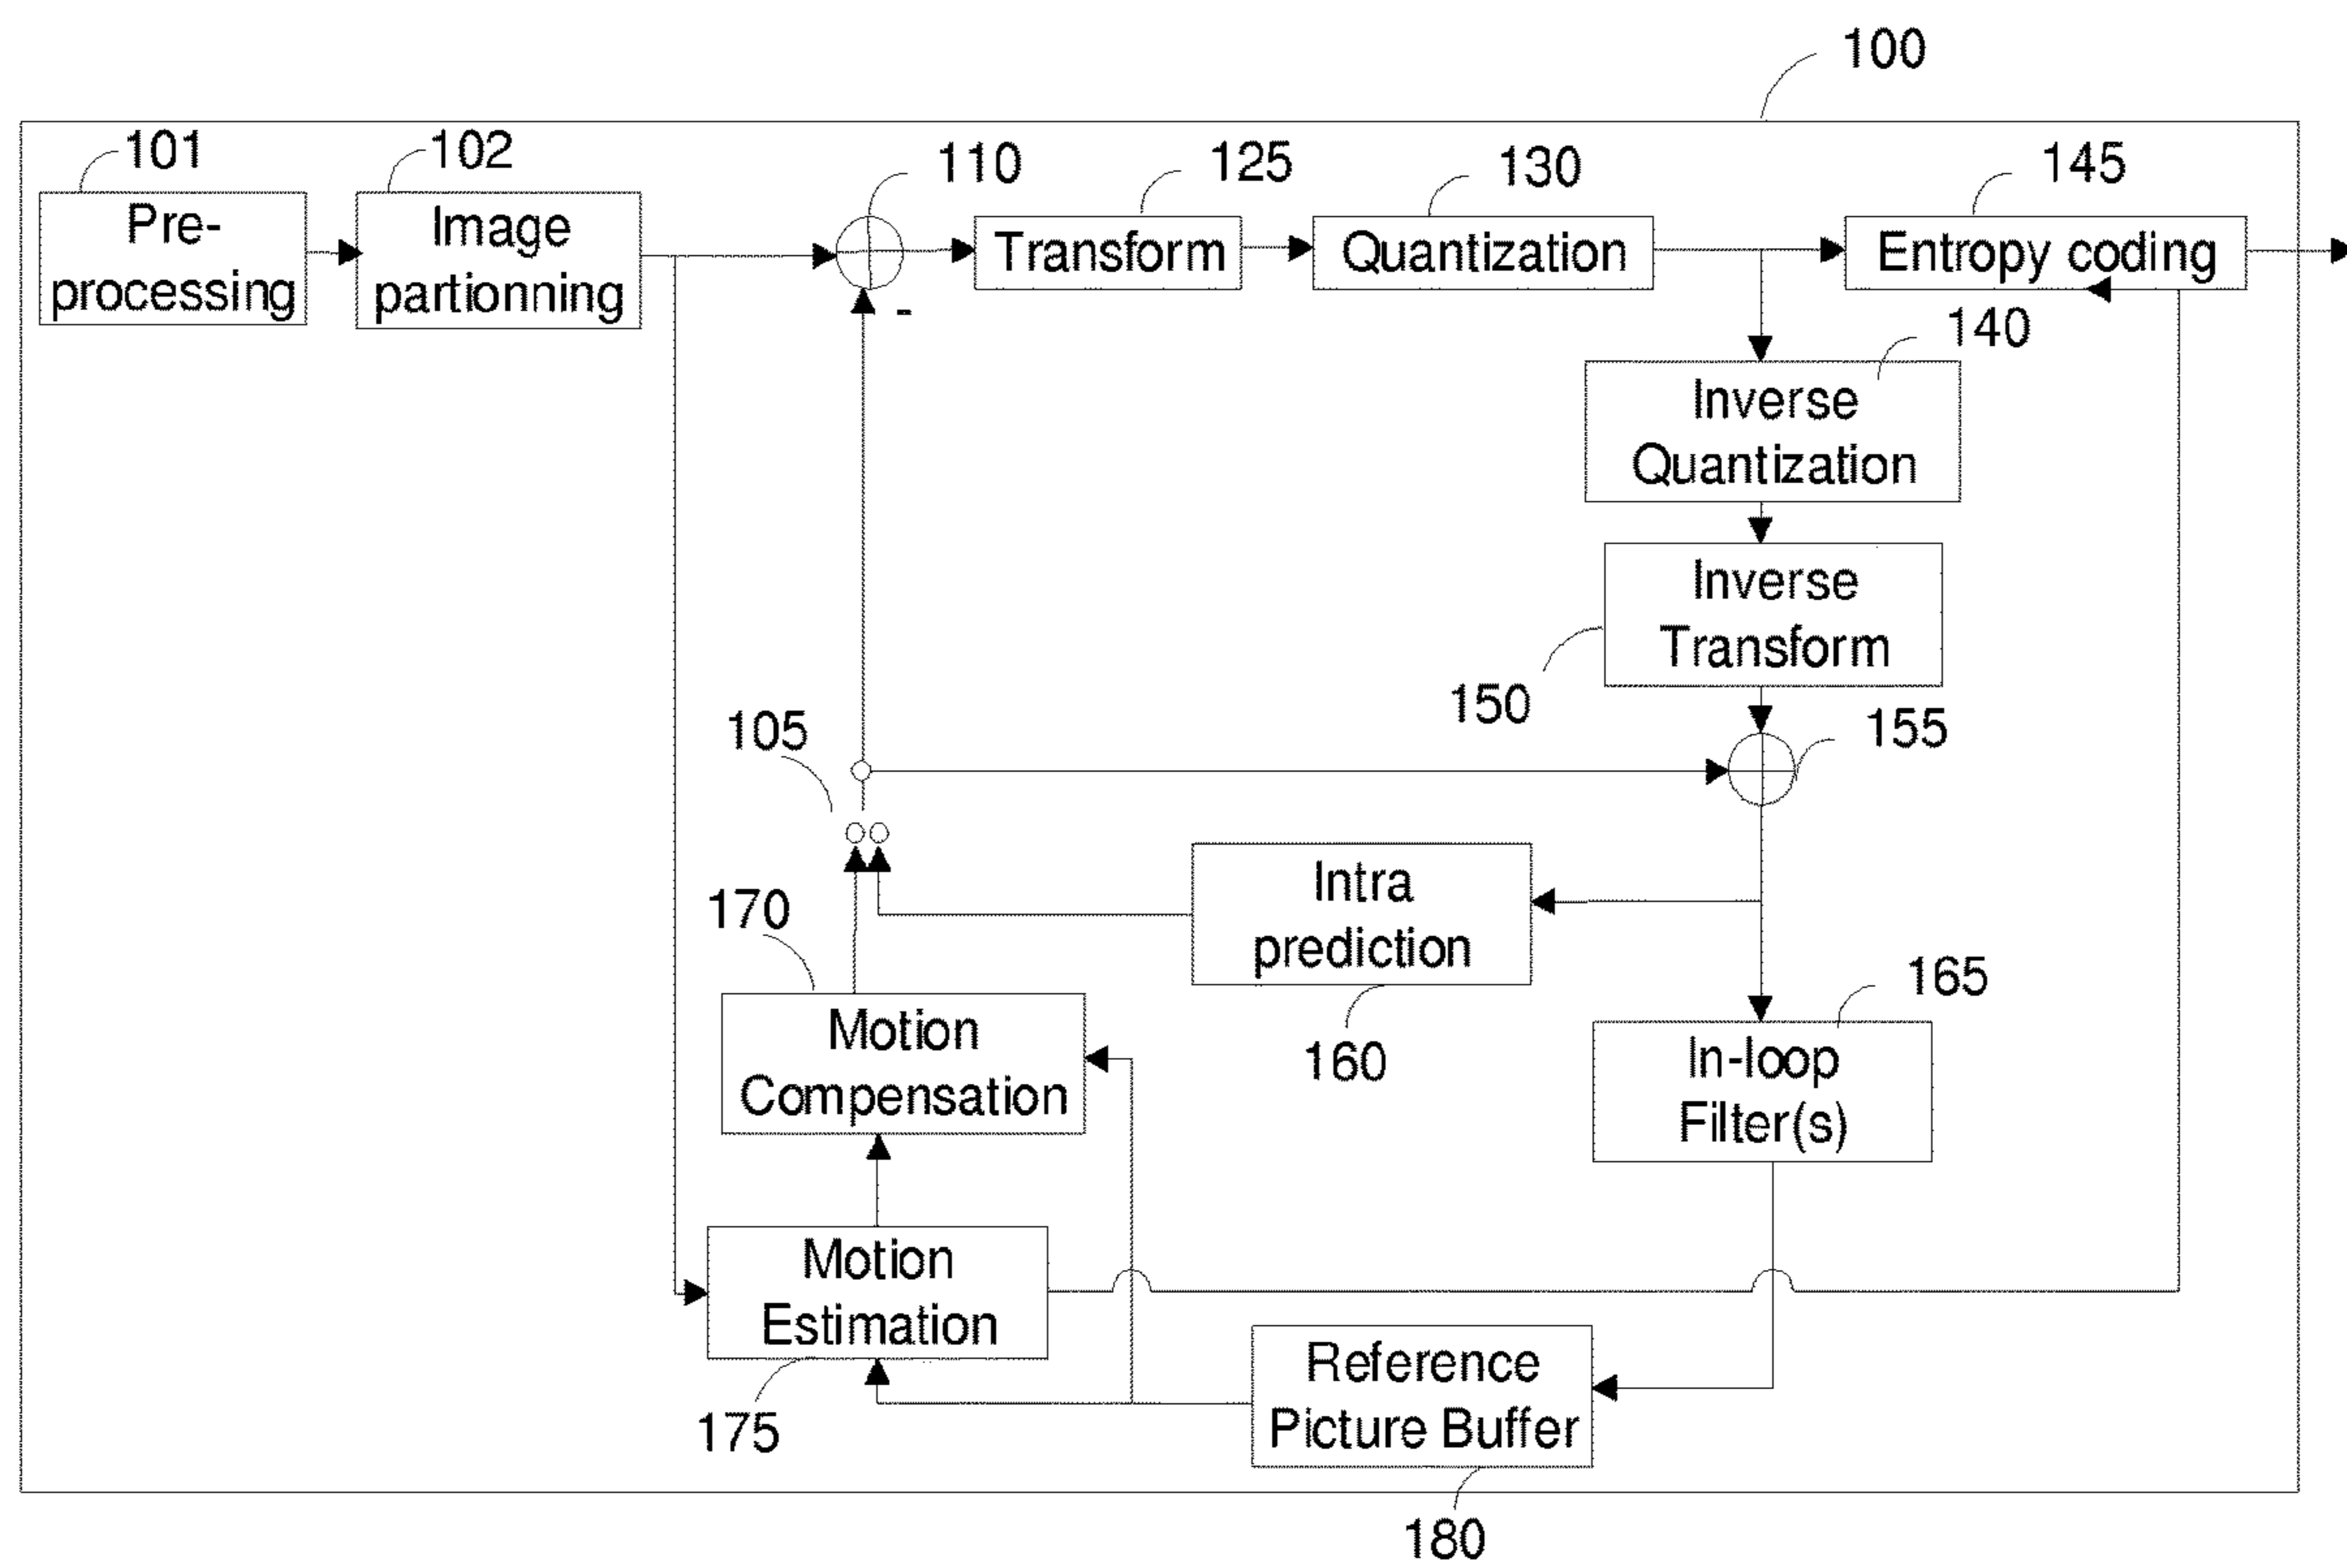 100
101
102
110
125
130
145
Pre-
processing
Image
partionning
Transform
Quantization
Entropy coding
-
140
Inverse
Quantization
Inverse
Transform
150
155
105
Intra
prediction
160
170
Motion
Compensation
165
In-loop
Filter(s)
Motion
Estimation
175
Reference
Picture Buffer
180